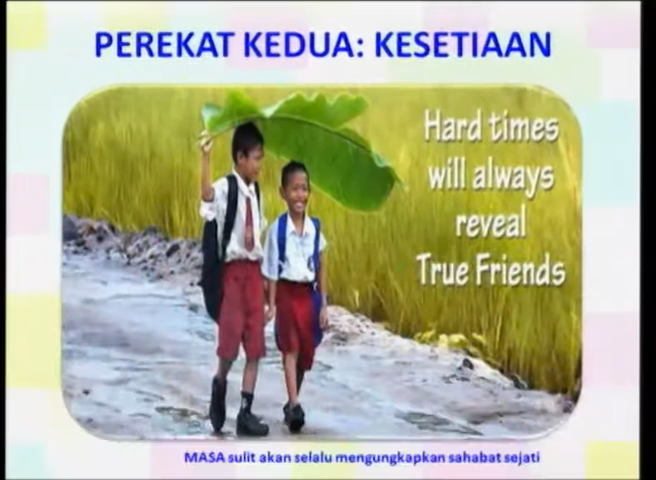 PEREKAT KEDUA: KESETIAAN
Hard times
will always
reveal
True Friends
MASA sulit akan selalu mengungkapkan sahabat sejati